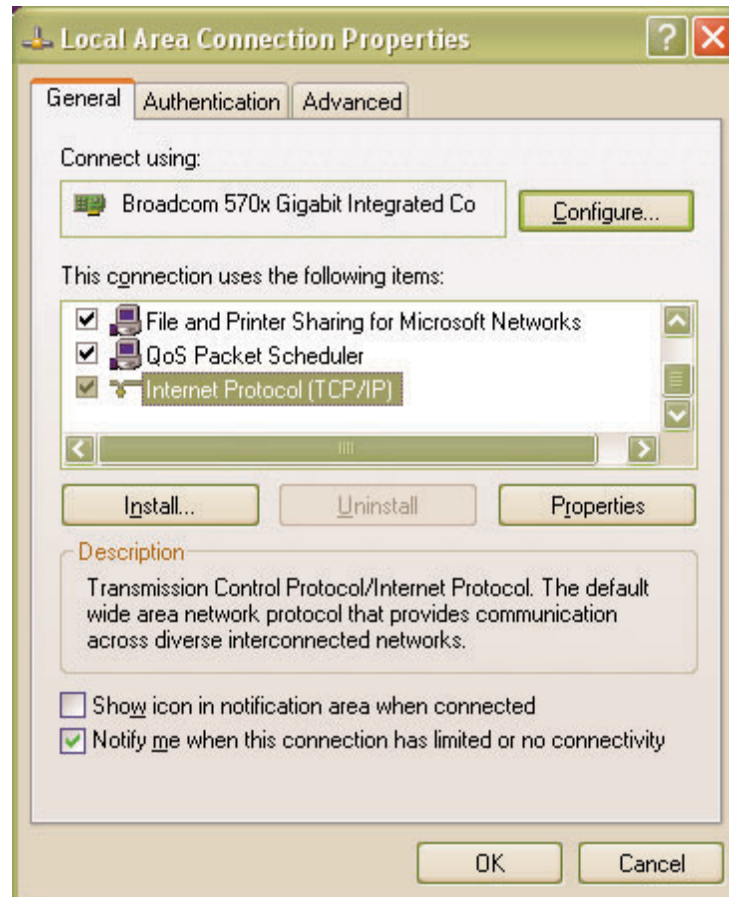 Local Area Connection Properties
General
Authentication
Advanced
Connect using:
Broadcom 570x Gigabit Integrated Co
Configure...
This connection uses the following items:
File and Printer Sharing for Microsoft Networks
QoS Packet Scheduler
Internet Protocol (TCP/IP)
Install...
Uninstall
Properties
Description
Transmission Control Protocol/Internet Protocol. The default
wide area network protocol that provides communication
across diverse interconnected networks.
Show icon in notification area when connected
Notify me when this connection has limited or no connectivity
OK
Cancel